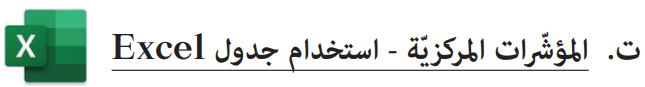 ت. المؤشّرات المركزيّة - استخدام جدول Excel
X